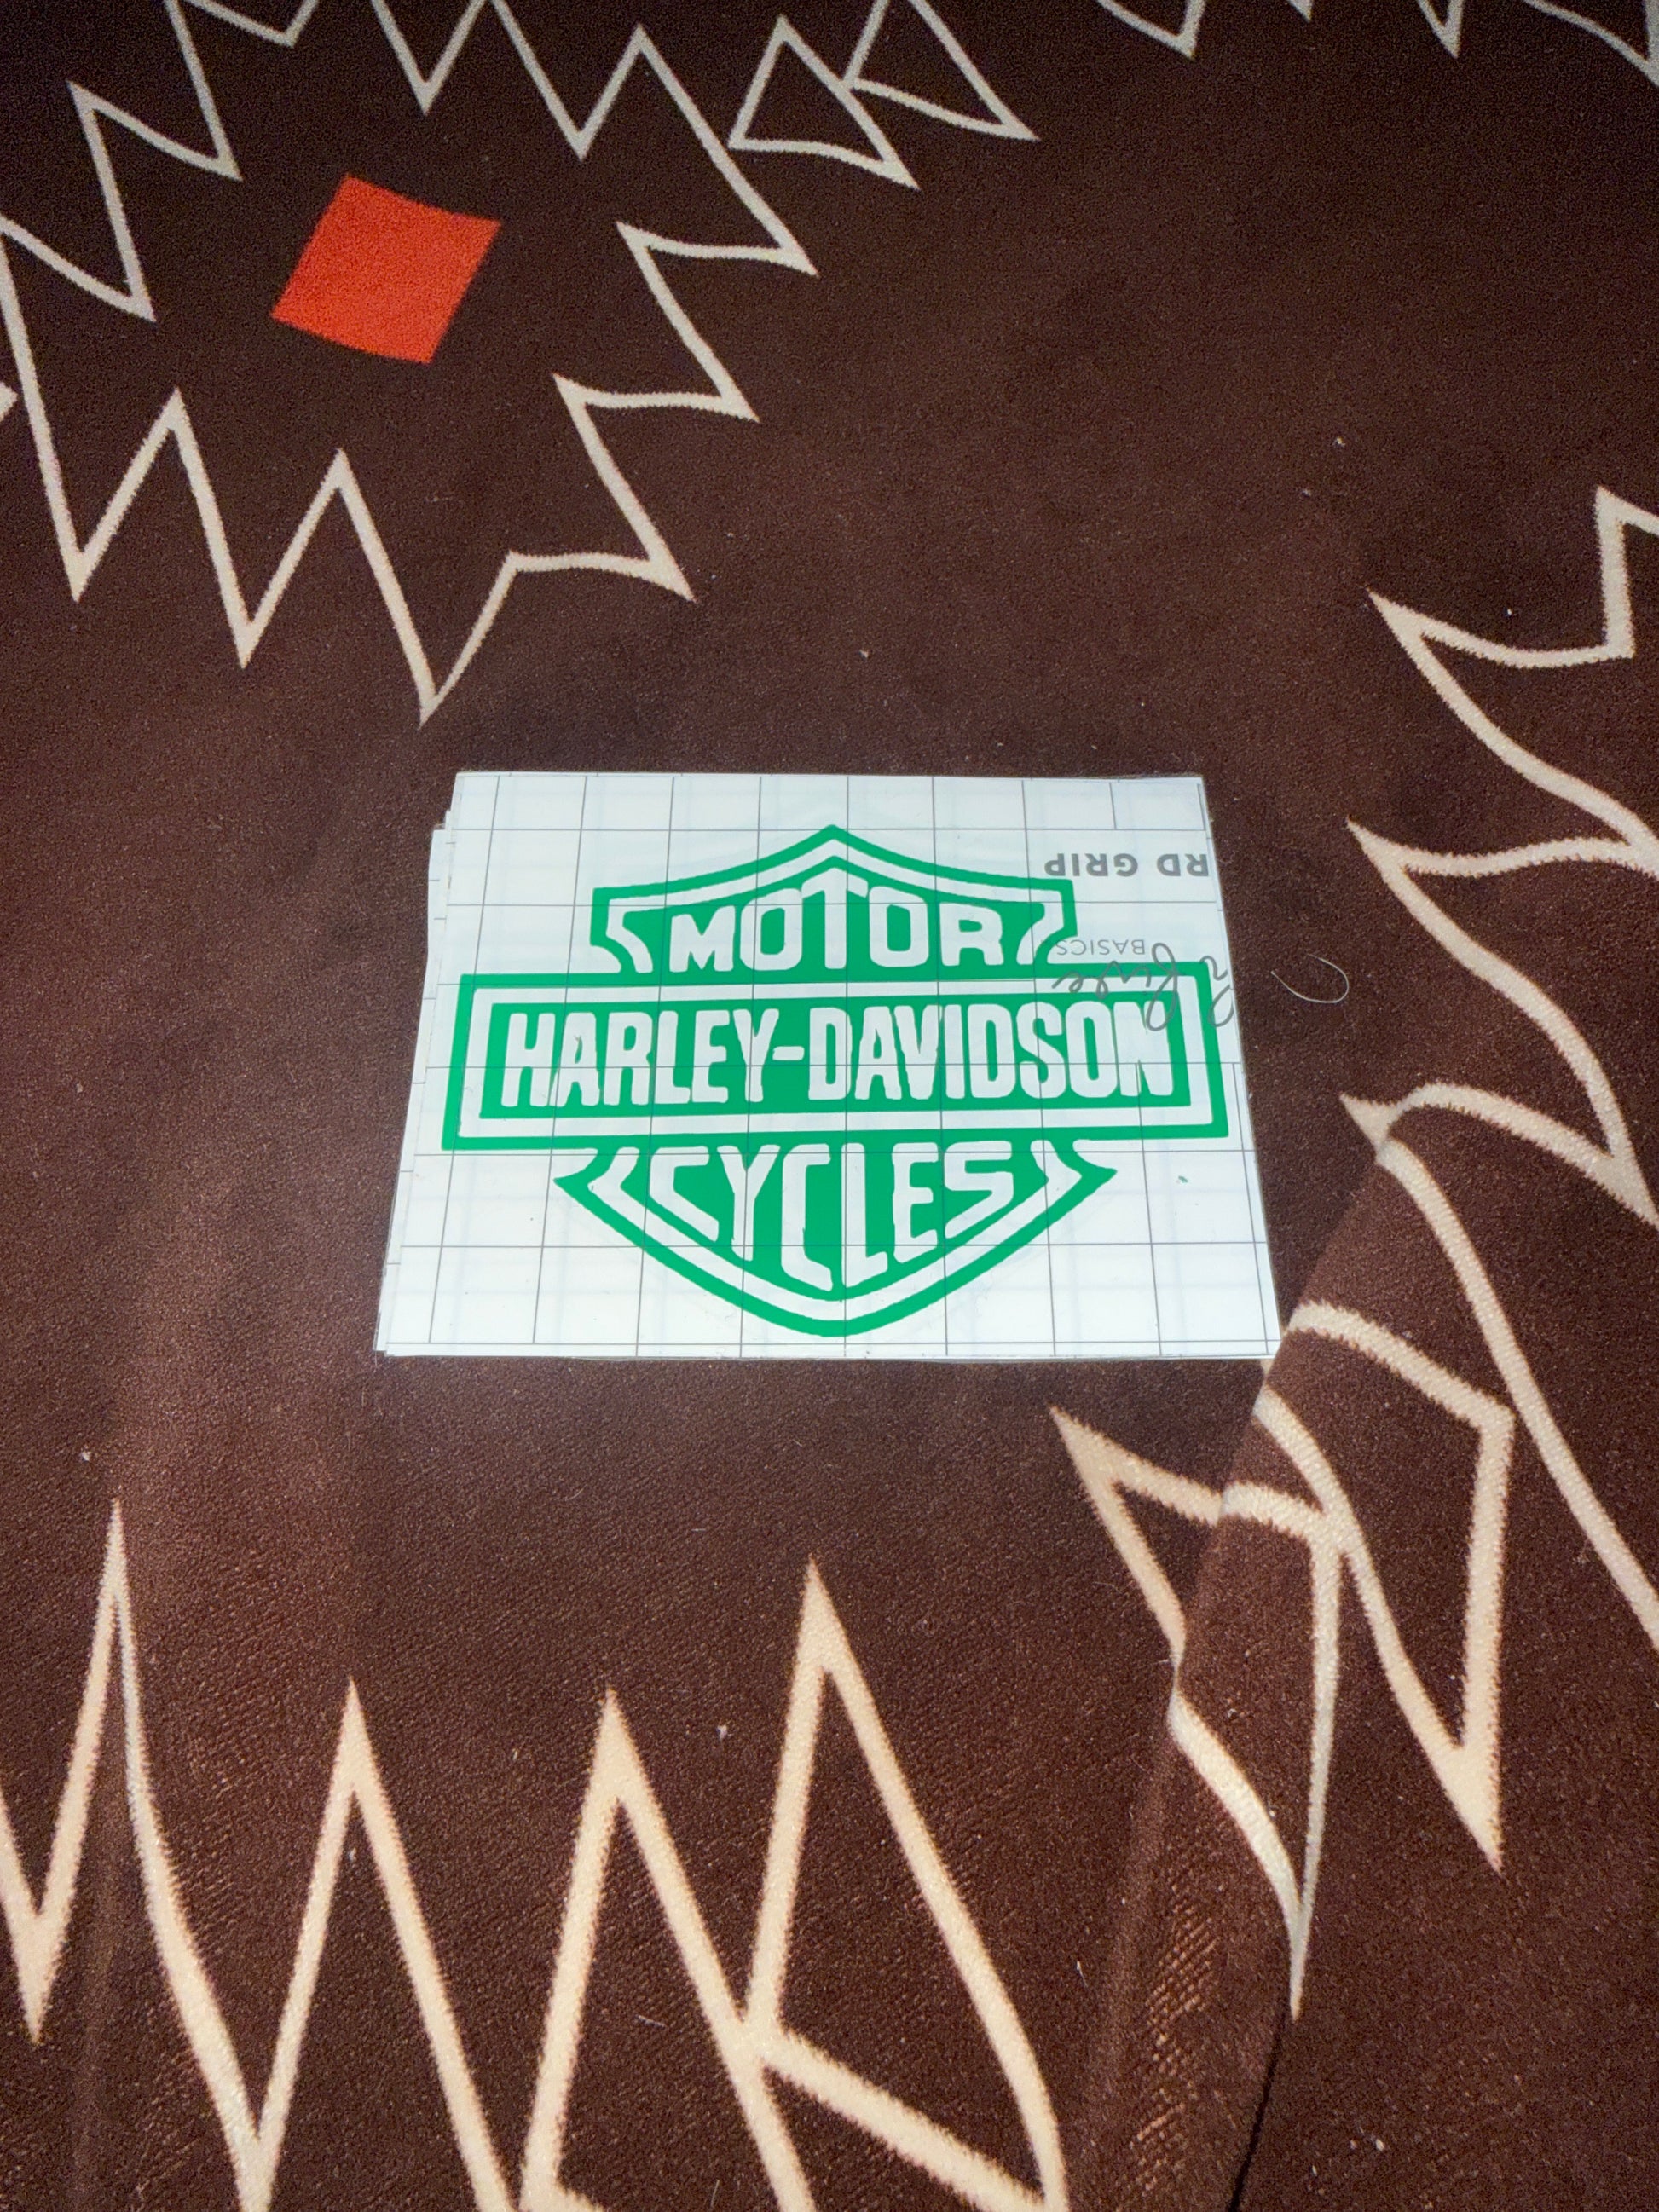 MOTOR
HARLEY-DAVIDSON
CYCLES
RD GRIP
BASICS